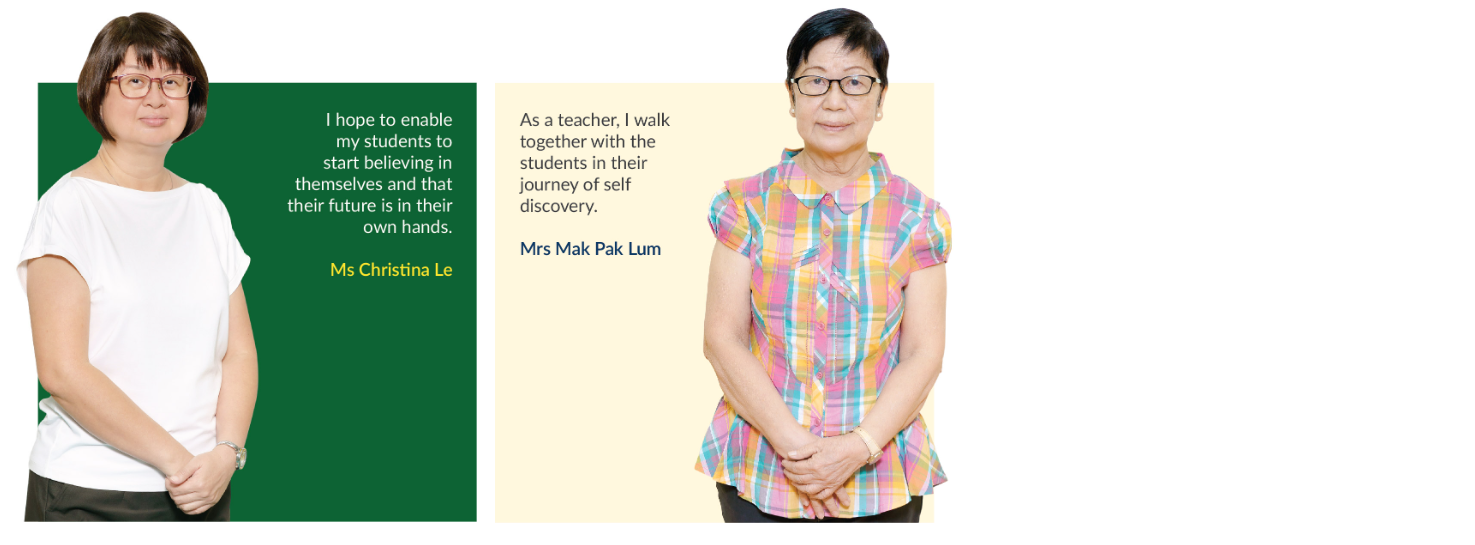 I hope to enable
my students to
start believing in
themselves and that
their future is in their
own hands.
Ms Christina Le
As a teacher, I walk
together with the
students in their
journey of self
discovery.
Mrs Mak Pak Lum